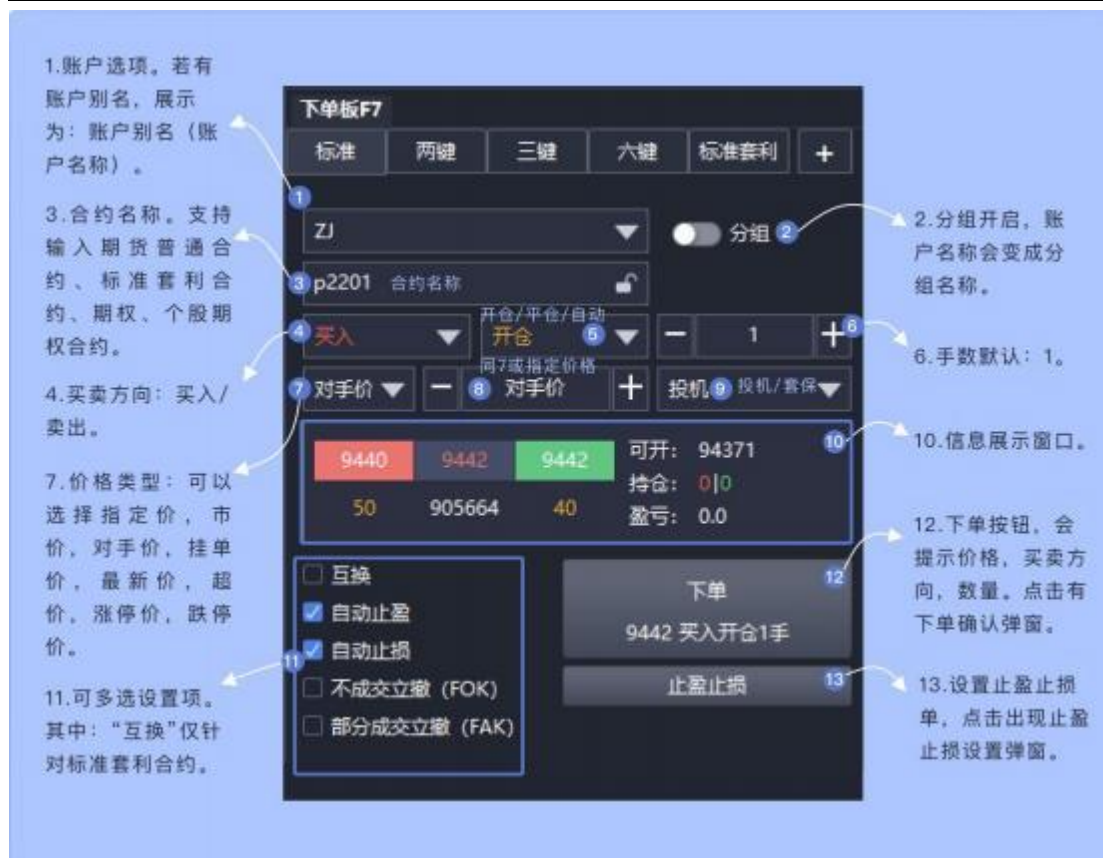 1.账户选项。若有
账户别名，展示
为：账户别名（账
户名称）。
3.合约名称。支持
输入期货普通合
约、标准套利合
约、期权、个股期
权合约。
4.买卖方向：买入/
卖出。
7.价格类型：可以
选择指定价，市
价，对手价，挂单
价，最新价，超
价，涨停价，跌停
价。
11.可多选设置项。
其中：“互换”仅针
对标准套利合约。
下单板F7
标准 两键 三键 六键 标准套利 +
1
ZJ 分组 2
3 p2201 合约名称
开仓/平仓/自动
4 买入 开仓 5 − 1 + 6
同7或指定价格
7 对手价 − 8 对手价 + 投机 9 投机/套保
9440 9442 9442 可开： 94371 10
持仓： 0|0
50 905664 40 盈亏： 0.0
互换
自动止盈
11 自动止损
不成交立撤（FOK）
部分成交立撤（FAK）
下单 12
9442 买入开仓1手
止盈止损 13
2.分组开启，账
户名称会变成分
组名称。
6.手数默认：1。
10.信息展示窗口。
12.下单按钮，会
提示价格，买卖方
向，数量。点击有
下单确认弹窗。
13.设置止盈止损
单，点击出现止盈
止损设置弹窗。